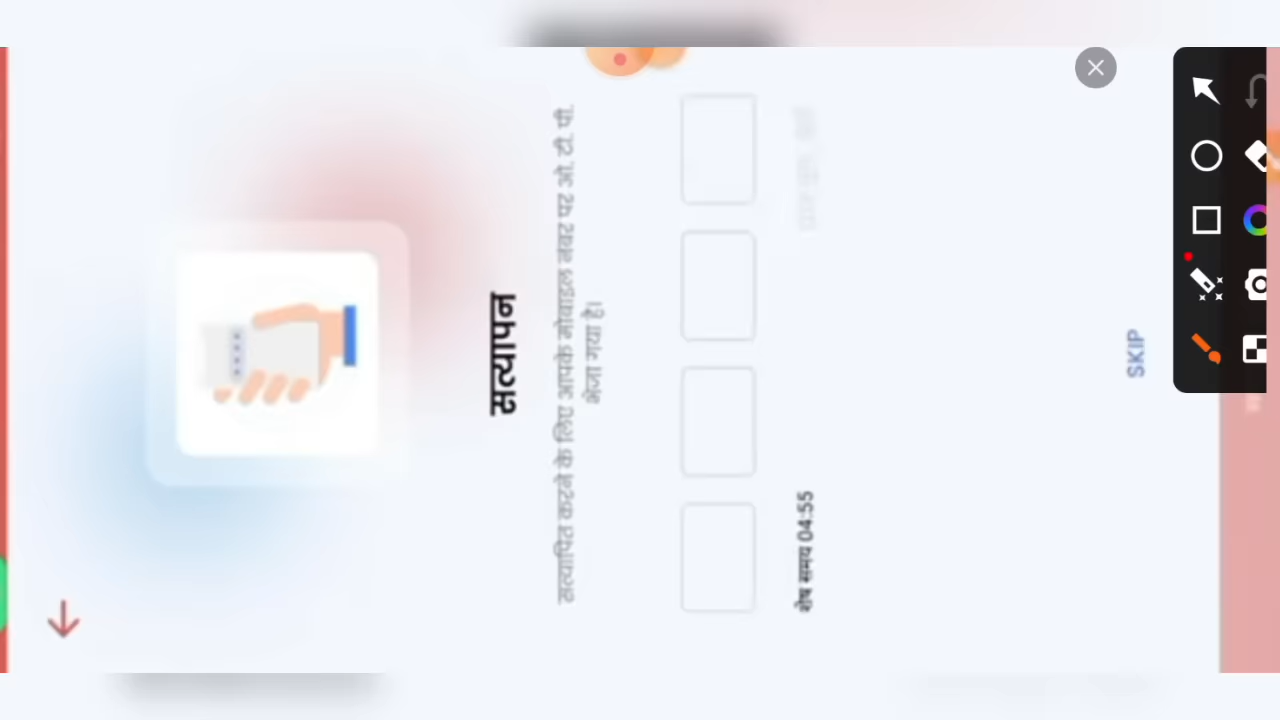 सत्यापन
सत्यापित करने के लिए आपके मोबाइल नंबर पर ओ. टी. पी.
भेजा गया है।
शेष समय 04:55
SKIP